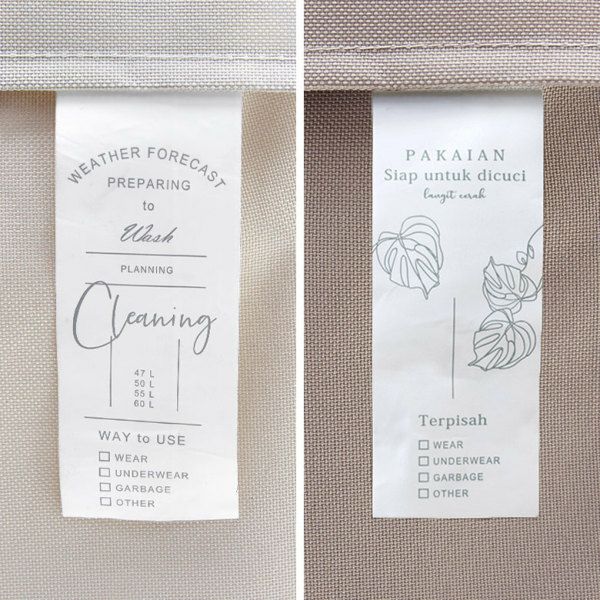 WEATHER FORECAST
PREPARING
to
Wash
PLANNING
Cleaning
47 L
50 L
55 L
60 L
WAY to USE
WEAR
UNDERWEAR
GARBAGE
OTHER
PAKAIAN
Siap untuk dicuci
langit cerah
Terpisah
WEAR
UNDERWEAR
GARBAGE
OTHER